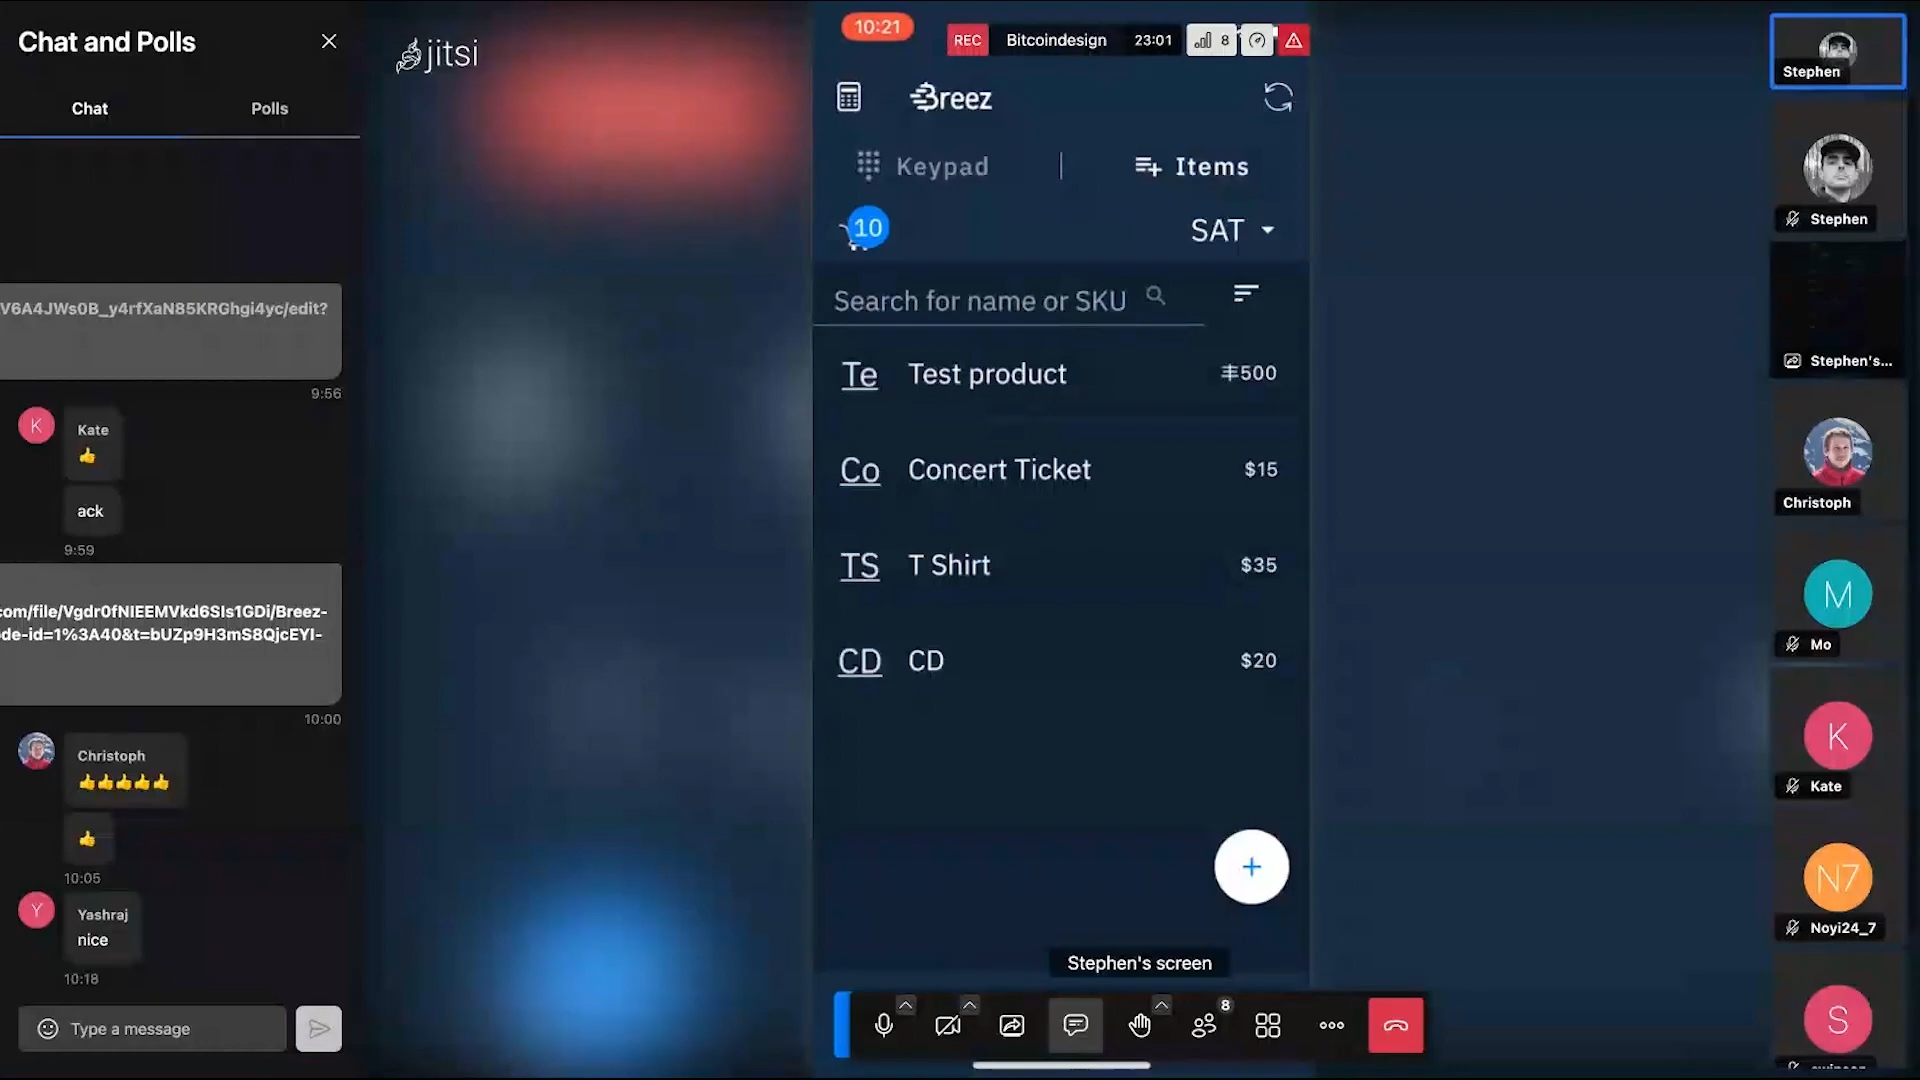 Chat and Polls
Chat
Polls
V6A4JWs0B_y4rfXaN85KRGhgi4yc/edit?
9:56
K
Kate
👍
ack
9:59
com/file/Vgdr0fNIEEMVkd6SIs1GDi/Breez-
de-id=1%3A40&t=bUZp9H3mS8QjcEYI-
10:00
Christoph
👍👍👍👍👍
👍
10:05
Y
Yashraj
nice
10:18
Type a message
jitsi
10:21
REC
Bitcoindesign
23:01
8
Breez
Keypad
Items
10
SAT
Search for name or SKU
Te
Test product
500
Co
Concert Ticket
$15
TS
T Shirt
$35
CD
CD
$20
+
Stephen's screen
8
Stephen
Stephen
Stephen's...
Christoph
M
Mo
K
Kate
N7
Noyi24_7
S